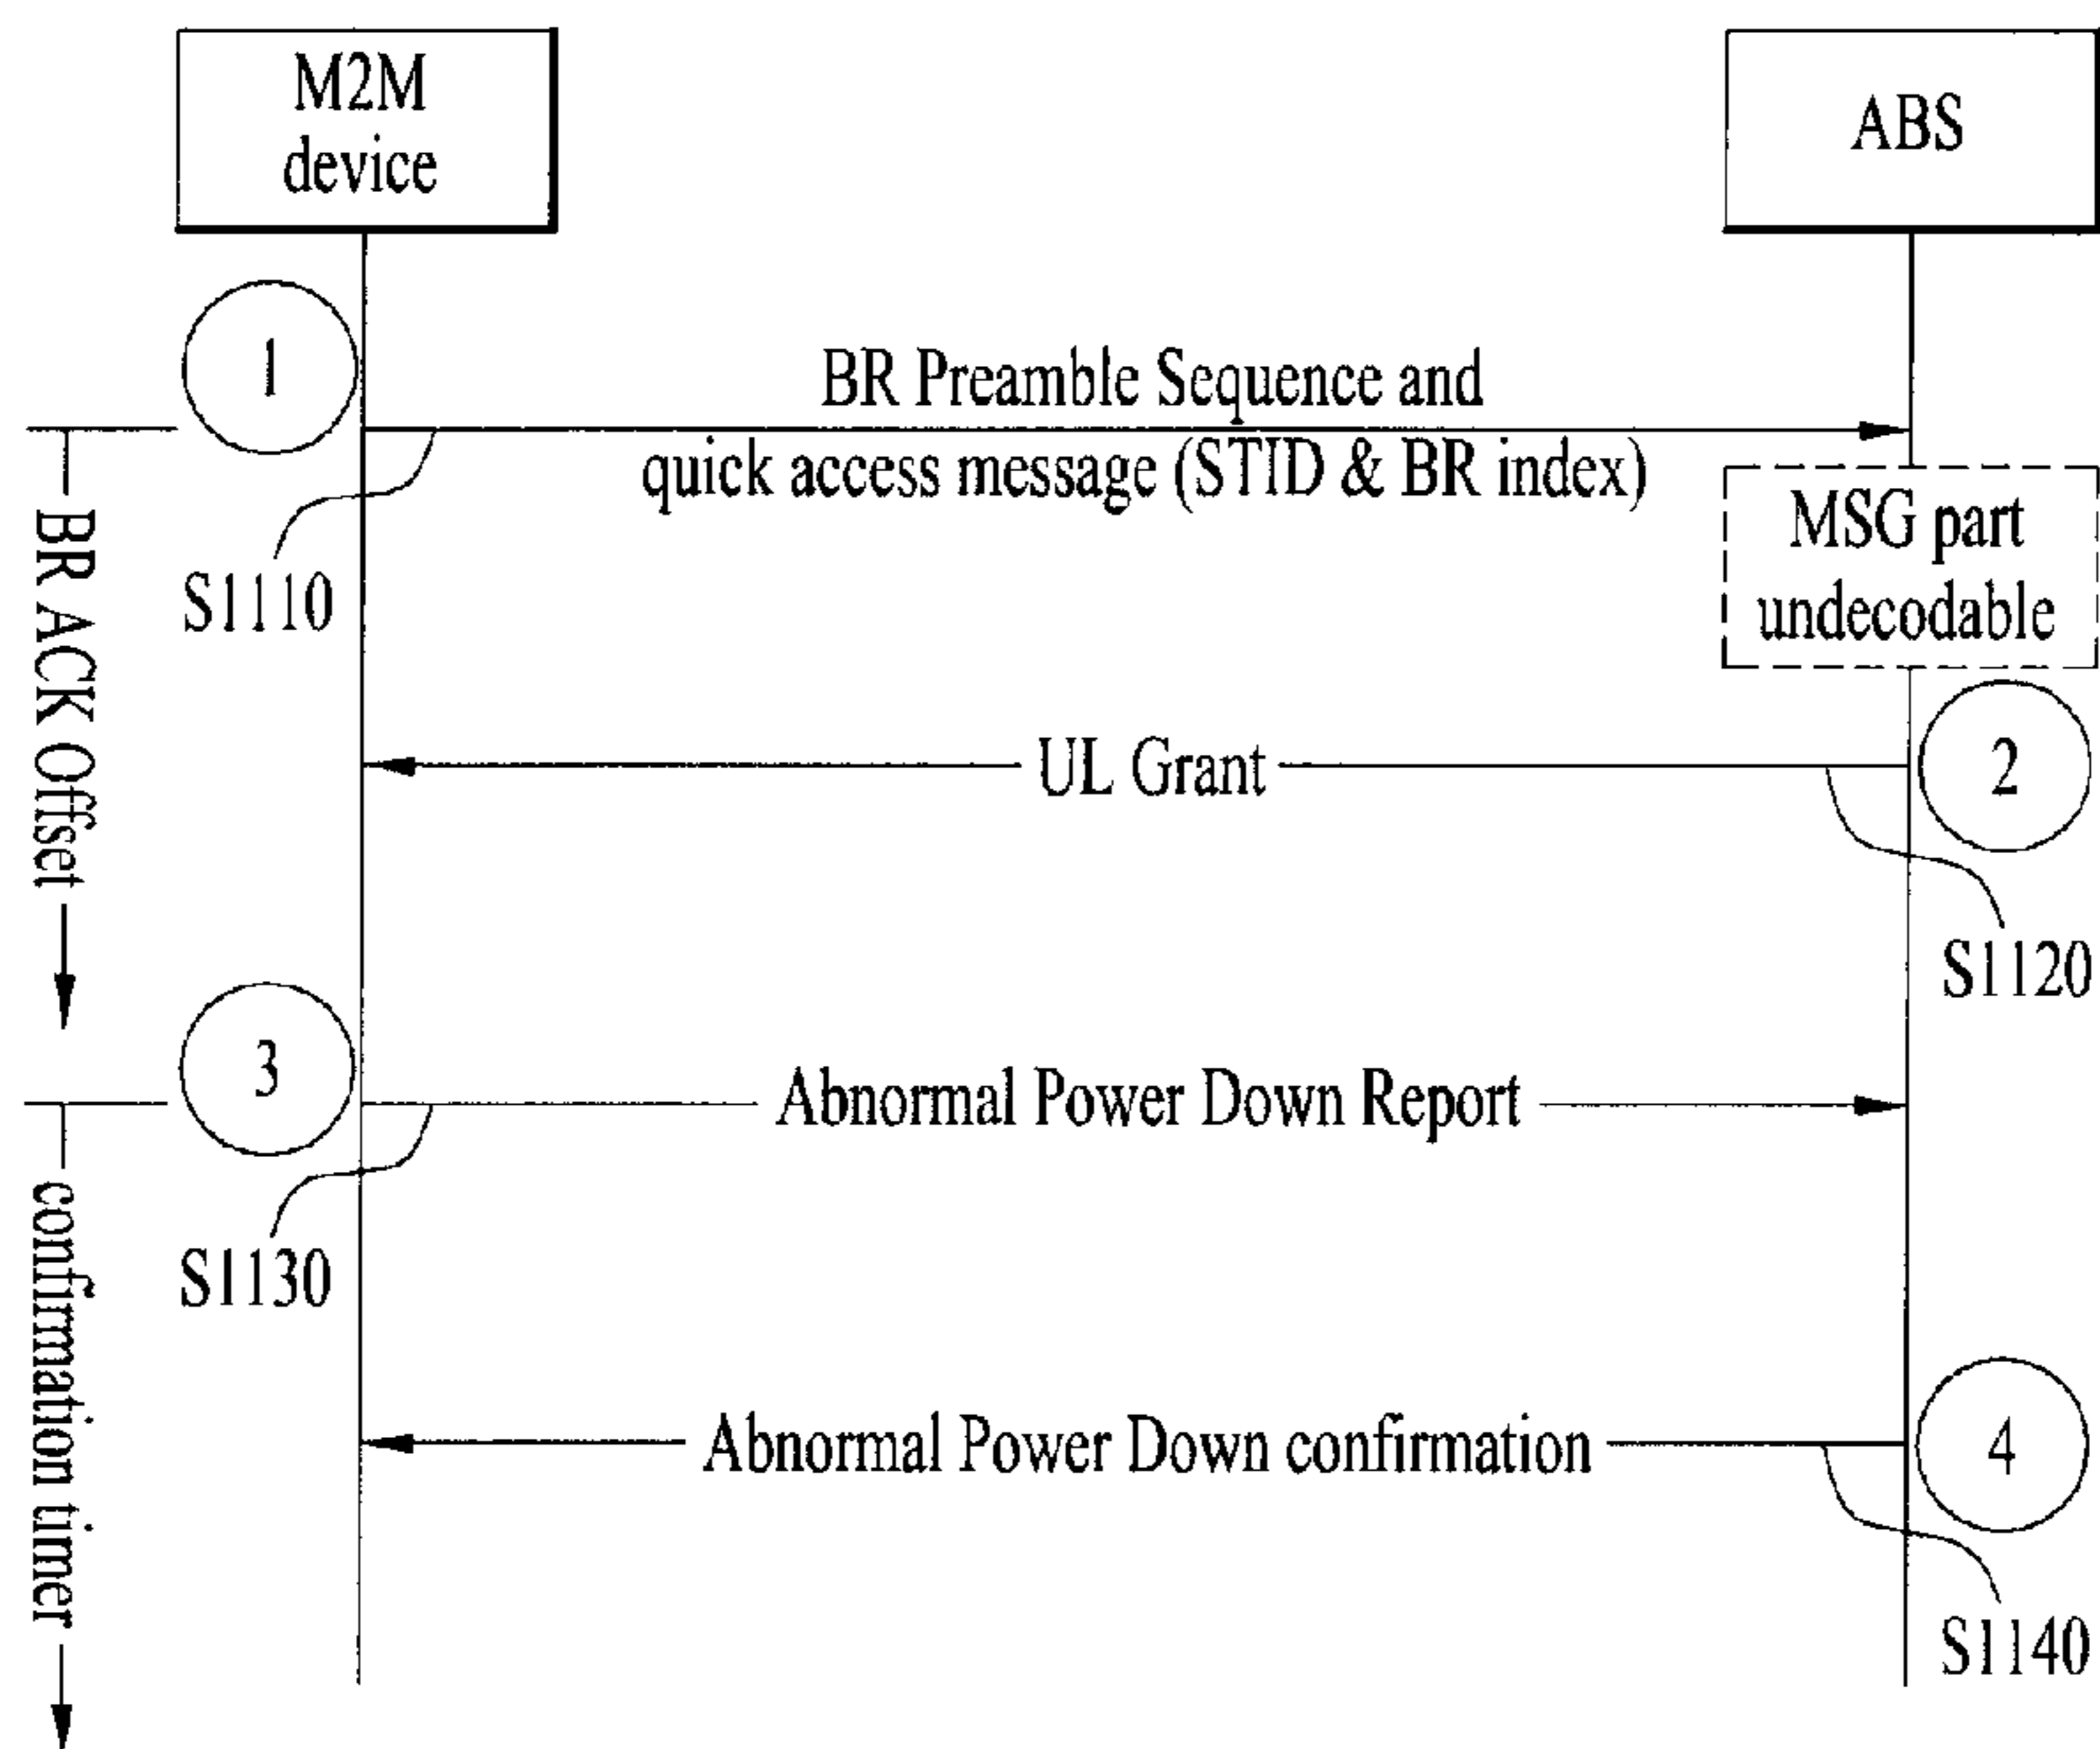 M2M
device
ABS
1
BR Preamble Sequence and
quick access message (STID & BR index)
S1110
MSG part
undecodable
BR ACK Offset
UL Grant
2
S1120
3
Abnormal Power Down Report
S1130
confirmation timer
Abnormal Power Down confirmation
4
S1140